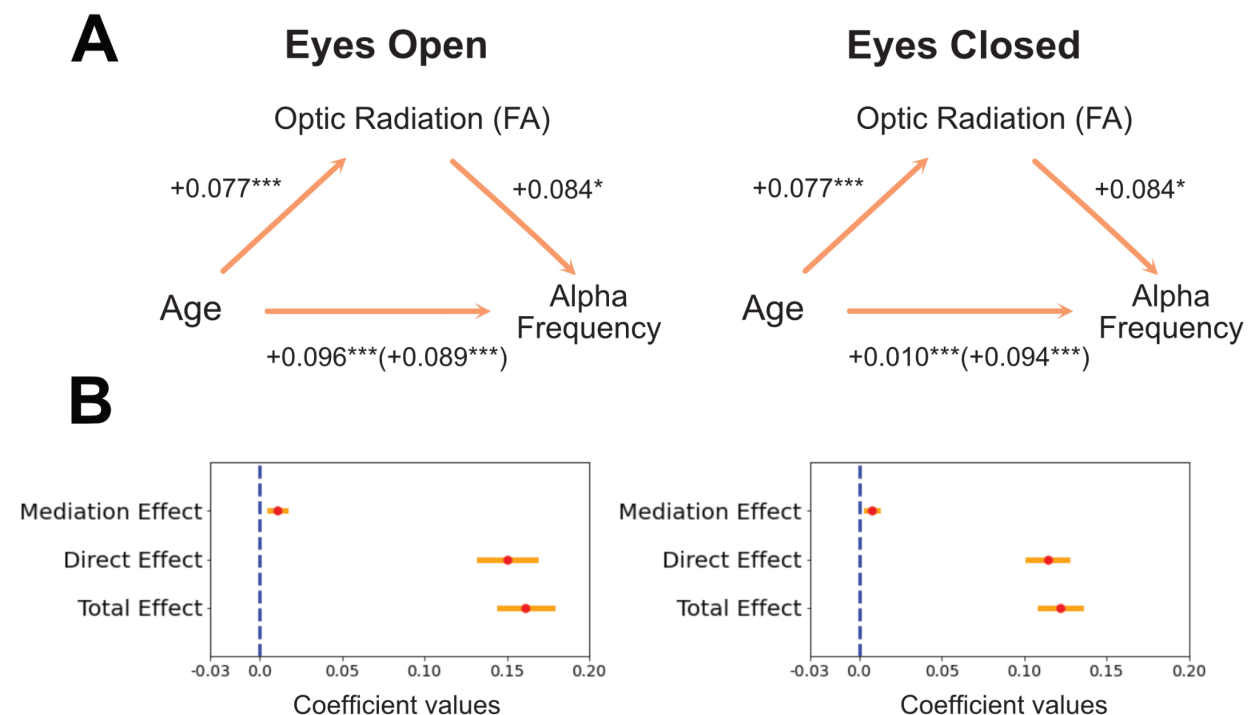 A
Eyes Open
Eyes Closed
Optic Radiation (FA)
Optic Radiation (FA)
+0.077***
+0.084*
+0.077***
+0.084*
Age
Alpha
Frequency
Age
Alpha
Frequency
+0.096***(+0.089***)
+0.010***(+0.094***)
B
Mediation Effect
Direct Effect
Total Effect
-0.03 0.0 0.05 0.10 0.15 0.20
Coefficient values
Mediation Effect
Direct Effect
Total Effect
-0.03 0.0 0.05 0.10 0.15 0.20
Coefficient values